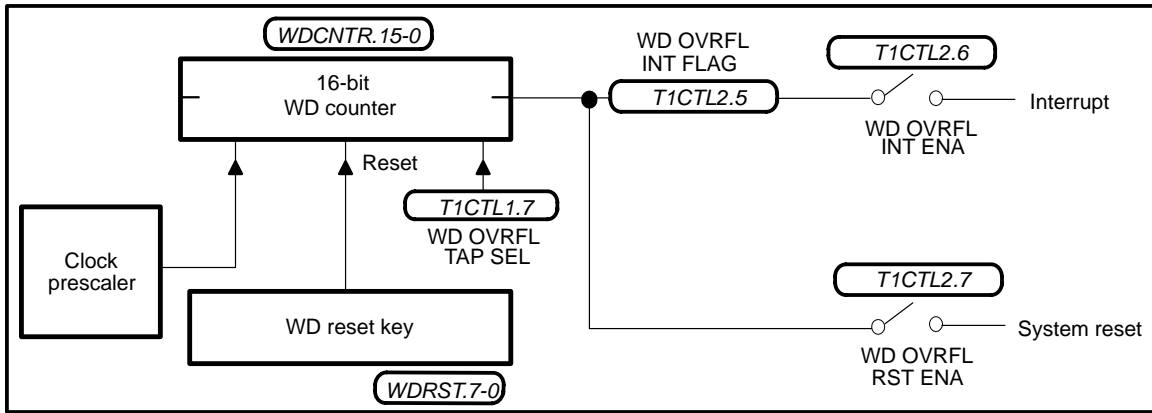 WDCNTR.15-0
16-bit
WD counter
WD OVRFL
INT FLAG
T1CTL2.5
T1CTL2.6
WD OVRFL
INT ENA
Interrupt
Reset
T1CTL1.7
WD OVRFL
TAP SEL
Clock
prescaler
WD reset key
WDRST.7-0
T1CTL2.7
WD OVRFL
RST ENA
System reset